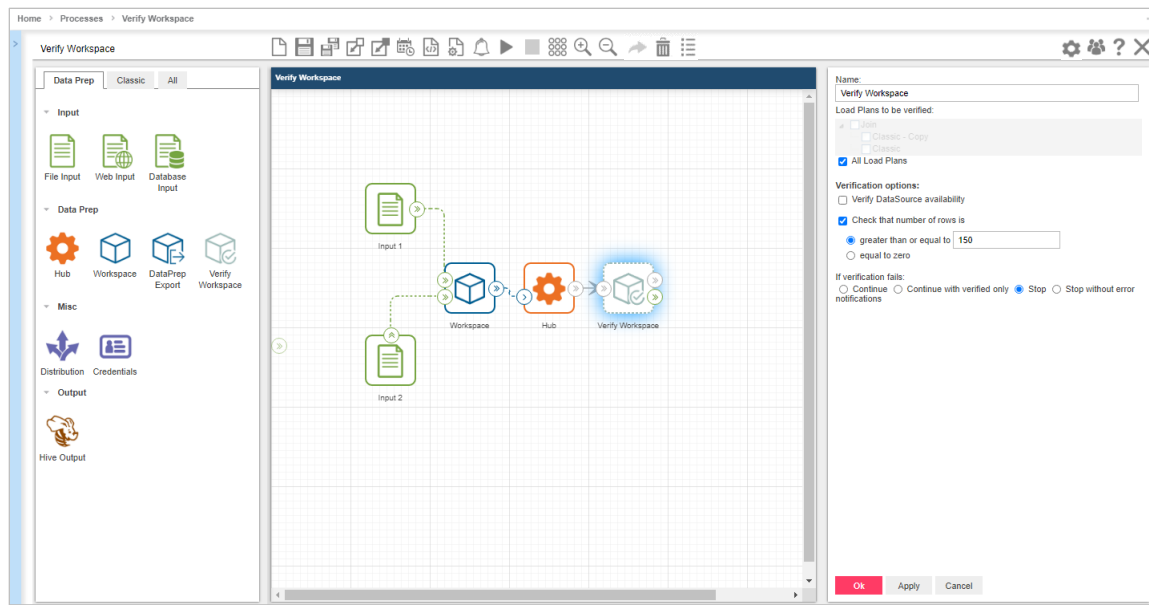 Home > Processes > Verify Workspace
Verify Workspace
Data Prep Classic All
Input
File Input Web Input Database Input
Data Prep
Hub Workspace DataPrep Export Verify Workspace
Misc
Distribution Credentials
Output
Hive Output
Verify Workspace
Input 1
Workspace Hub Verify Workspace
Input 2
Name:
Verify Workspace
Load Plans to be verified:
Join
Classic - Copy
Classic
All Load Plans
Verification options:
Verify DataSource availability
Check that number of rows is
greater than or equal to 150
equal to zero
If verification fails:
Continue Continue with verified only Stop Stop without error
notifications
Ok Apply Cancel